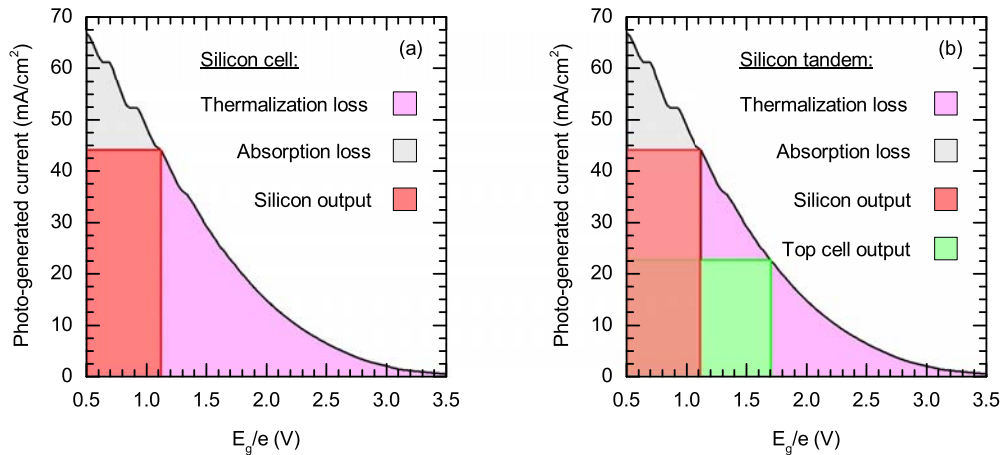 (a)
Silicon cell:
Thermalization loss
Absorption loss
Silicon output
Photo-generated current (mA/cm²)
70
60
50
40
30
20
10
0
0.5 1.0 1.5 2.0 2.5 3.0 3.5
E_g/e (V)
(b)
Silicon tandem:
Thermalization loss
Absorption loss
Silicon output
Top cell output
Photo-generated current (mA/cm²)
70
60
50
40
30
20
10
0
0.5 1.0 1.5 2.0 2.5 3.0 3.5
E_g/e (V)